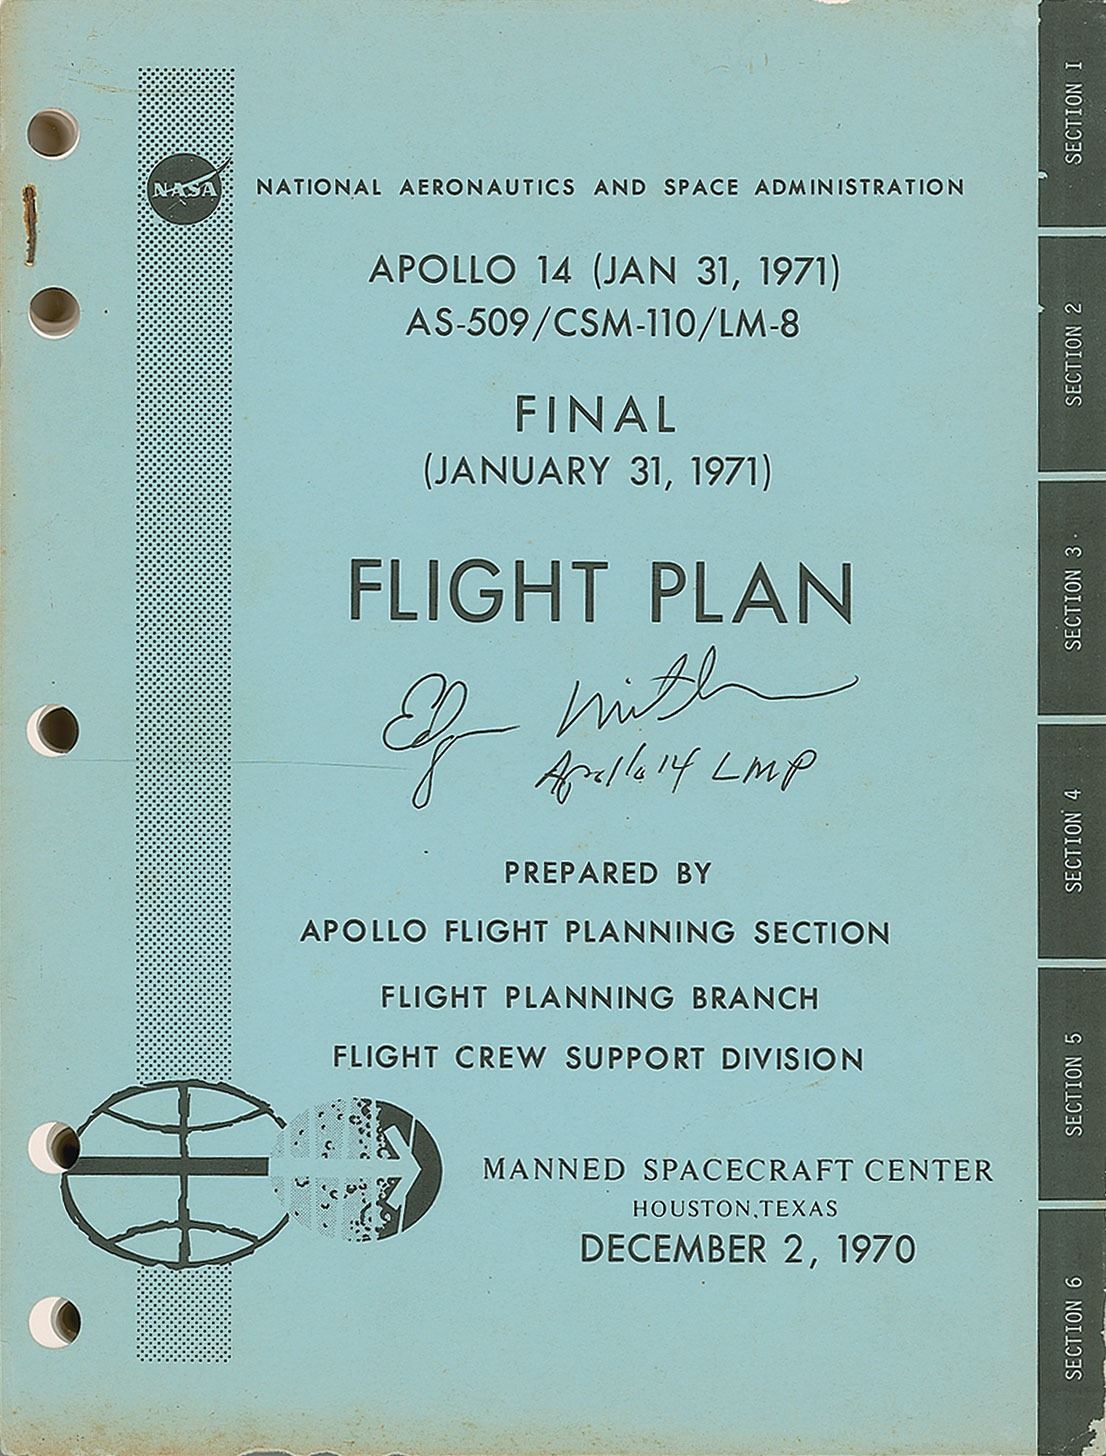 NASA
NATIONAL AERONAUTICS AND SPACE ADMINISTRATION
APOLLO 14 (JAN 31, 1971)
AS-509/CSM-110/LM-8
FINAL
(JANUARY 31, 1971)
FLIGHT PLAN
Edgar Mitchell
Apollo 14 LMP
PREPARED BY
APOLLO FLIGHT PLANNING SECTION
FLIGHT PLANNING BRANCH
FLIGHT CREW SUPPORT DIVISION
MANNED SPACECRAFT CENTER
HOUSTON, TEXAS
DECEMBER 2, 1970
SECTION I
SECTION 2
SECTION 3
SECTION 4
SECTION 5
SECTION 6